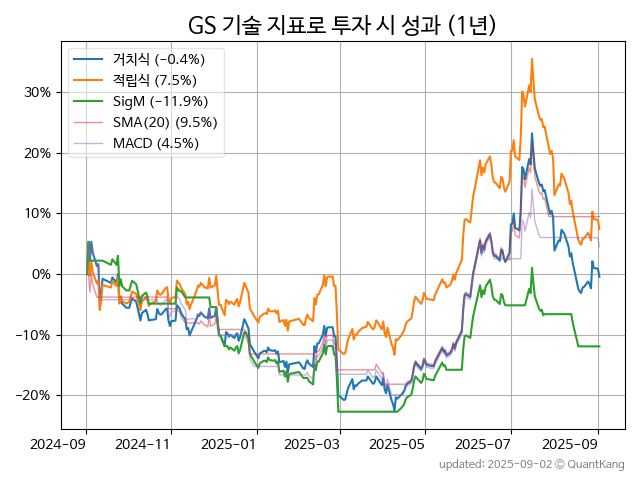 GS 기술 지표로 투자 시 성과 (1년)
거치식 (−0.4%)
적립식 (7.5%)
SigM (−11.9%)
SMA(20) (9.5%)
MACD (4.5%)
30%
20%
10%
0%
−10%
−20%
2024-09
2024-11
2025-01
2025-03
2025-05
2025-07
2025-09
updated: 2025-09-02 © QuantKang